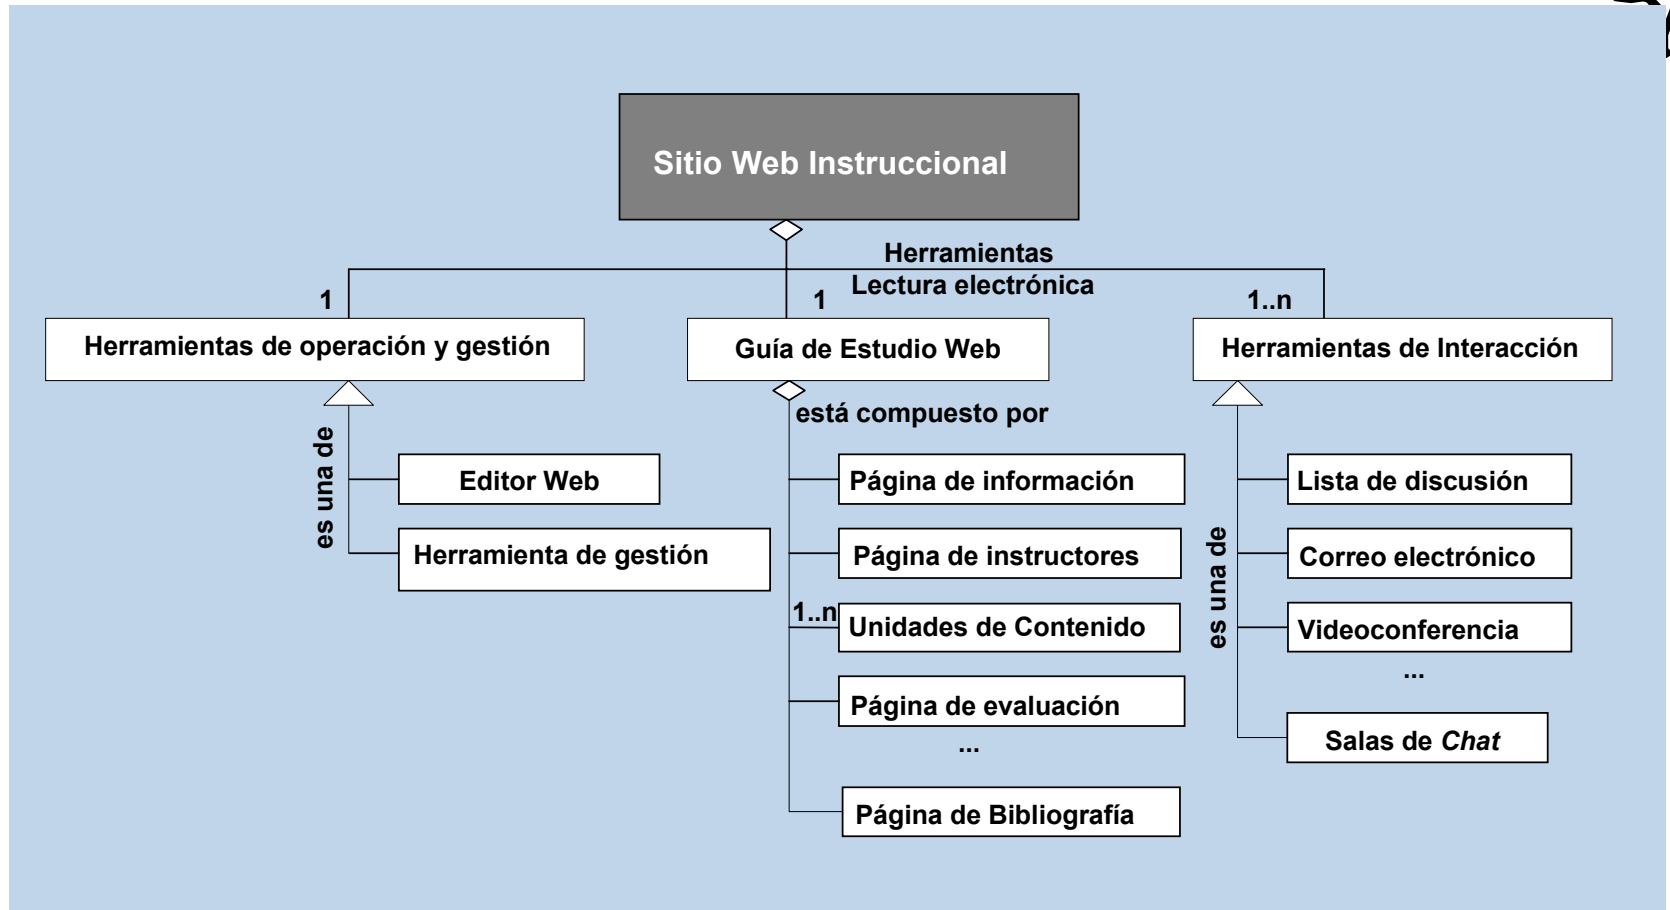 Sitio Web Instruccional
Herramientas
Lectura electrónica
1
1
1..n
Herramientas de operación y gestión
Guía de Estudio Web
Herramientas de Interacción
es una de
Editor Web
Herramienta de gestión
está compuesto por
Página de información
Página de instructores
1..n
Unidades de Contenido
Página de evaluación
...
Página de Bibliografía
es una de
Lista de discusión
Correo electrónico
Videoconferencia
...
Salas de Chat